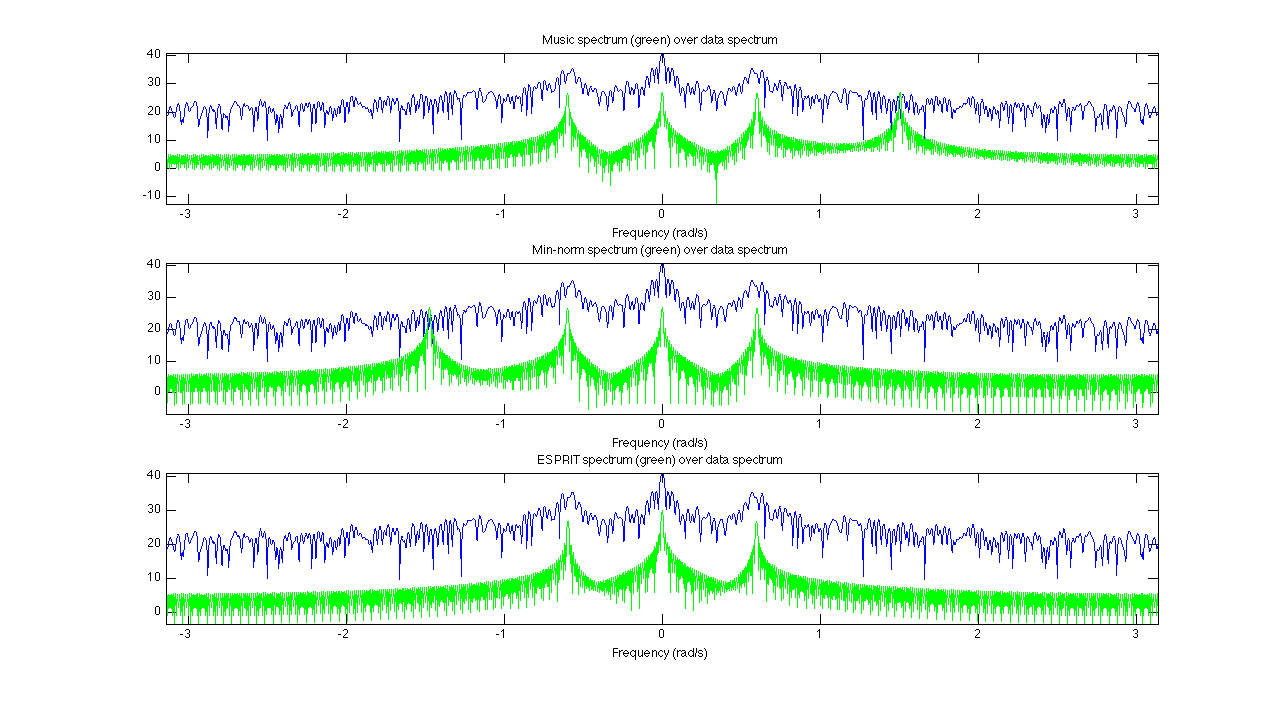 Music spectrum (green) over data spectrum
40
30
20
10
0
-10
-3 -2 -1 0 1 2 3
Frequency (rad/s)
Min-norm spectrum (green) over data spectrum
40
30
20
10
0
-3 -2 -1 0 1 2 3
Frequency (rad/s)
ESPRIT spectrum (green) over data spectrum
40
30
20
10
0
-3 -2 -1 0 1 2 3
Frequency (rad/s)